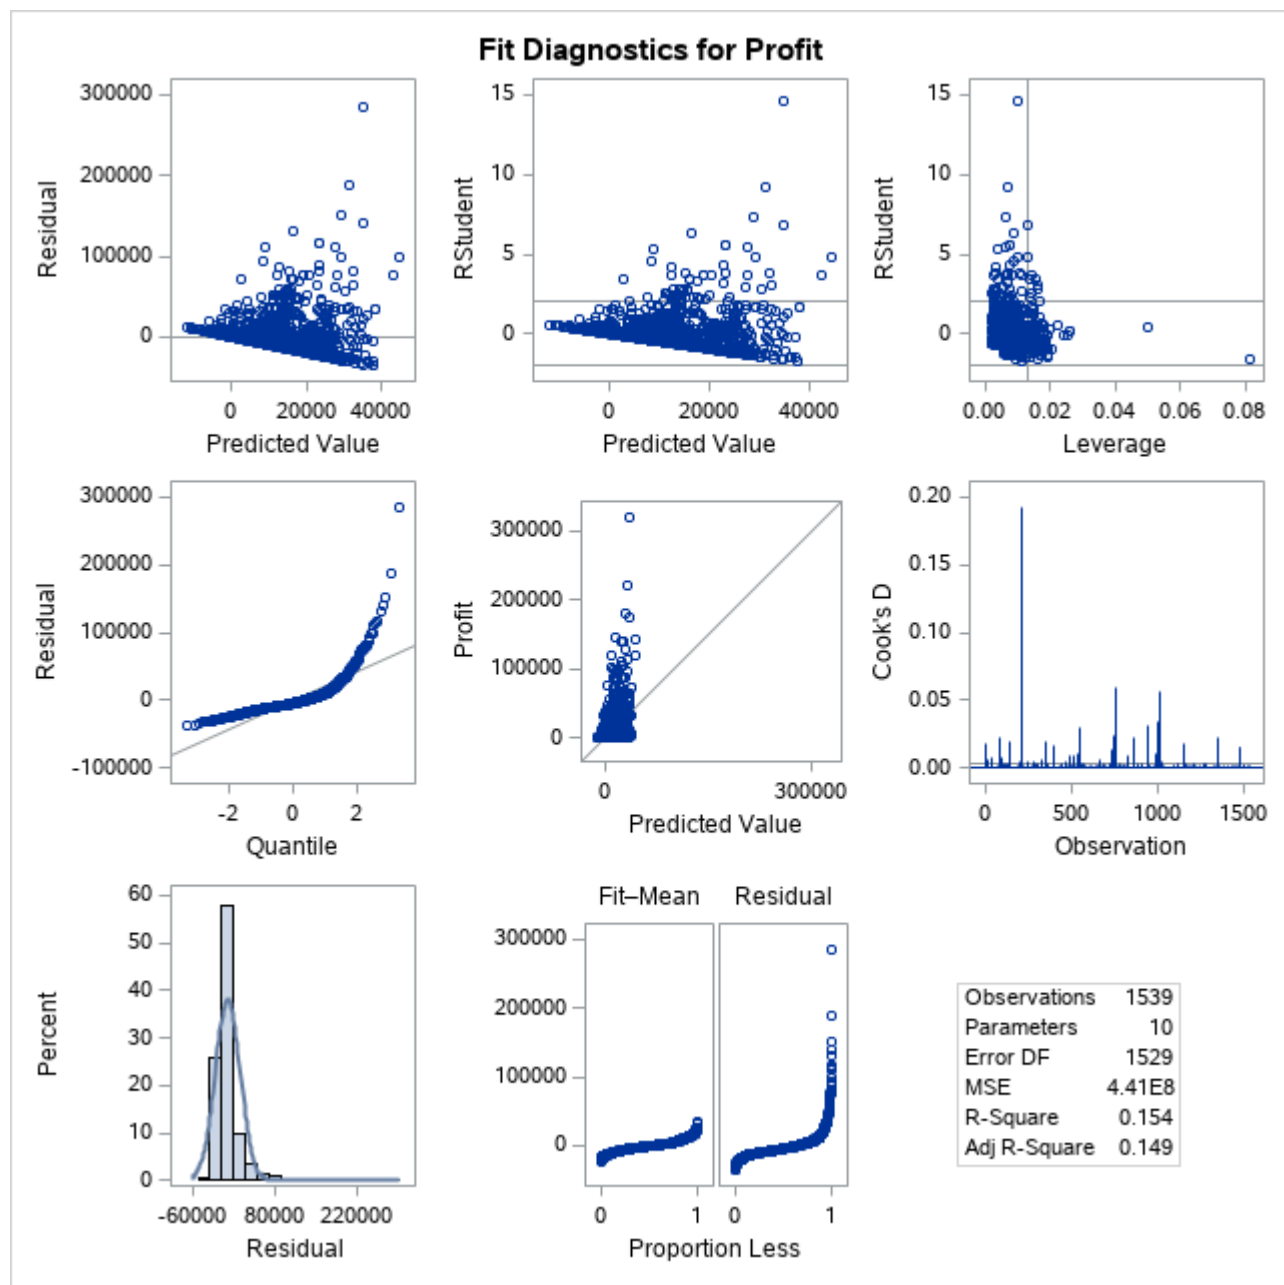 Fit Diagnostics for Profit
300000
200000
100000
0
Residual
0 20000 40000
Predicted Value
15
10
5
0
RStudent
0 20000 40000
Predicted Value
15
10
5
0
RStudent
0.00 0.02 0.04 0.06 0.08
Leverage
300000
200000
100000
0
-100000
Residual
-2 0 2
Quantile
300000
200000
100000
0
Profit
0 300000
Predicted Value
0.20
0.15
0.10
0.05
0.00
Cook's D
0 500 1000 1500
Observation
60
50
40
30
20
10
0
Percent
-60000 80000 220000
Residual
Fit–Mean Residual
300000
200000
100000
0
0 1 0 1
Proportion Less
Observations 1539
Parameters 10
Error DF 1529
MSE 4.41E8
R-Square 0.154
Adj R-Square 0.149